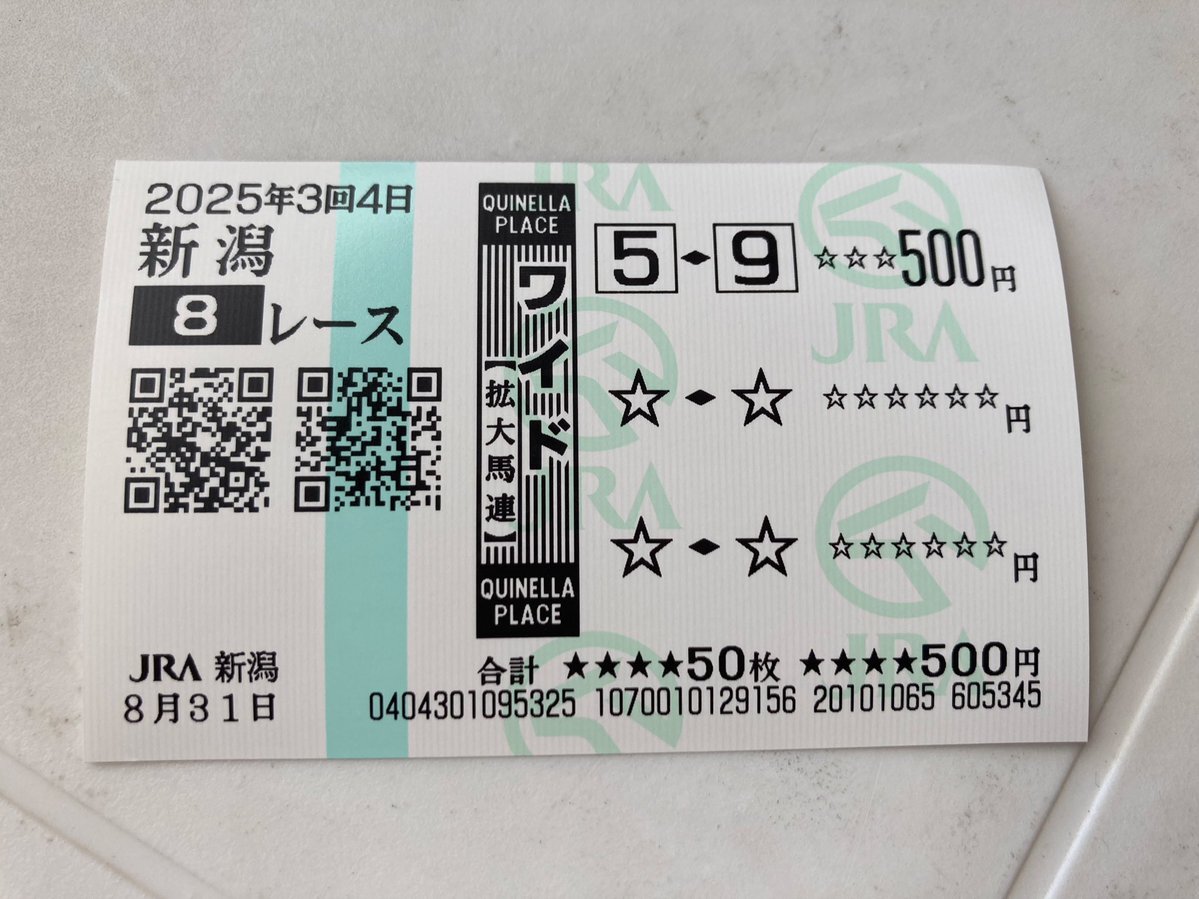 2025年3回4日
新潟
8レース
QUINELLA
PLACE
ワイド
【拡大馬連】
QUINELLA
PLACE
5◆9 ☆☆☆500円
☆◆☆ ☆☆☆☆☆☆円
☆◆☆ ☆☆☆☆☆☆円
JRA 新潟
8月31日
合計 ★★★★50枚 ★★★★500円
0404301095325 1070010129156 20101065 605345
JRA
JRA
JRA
JRA